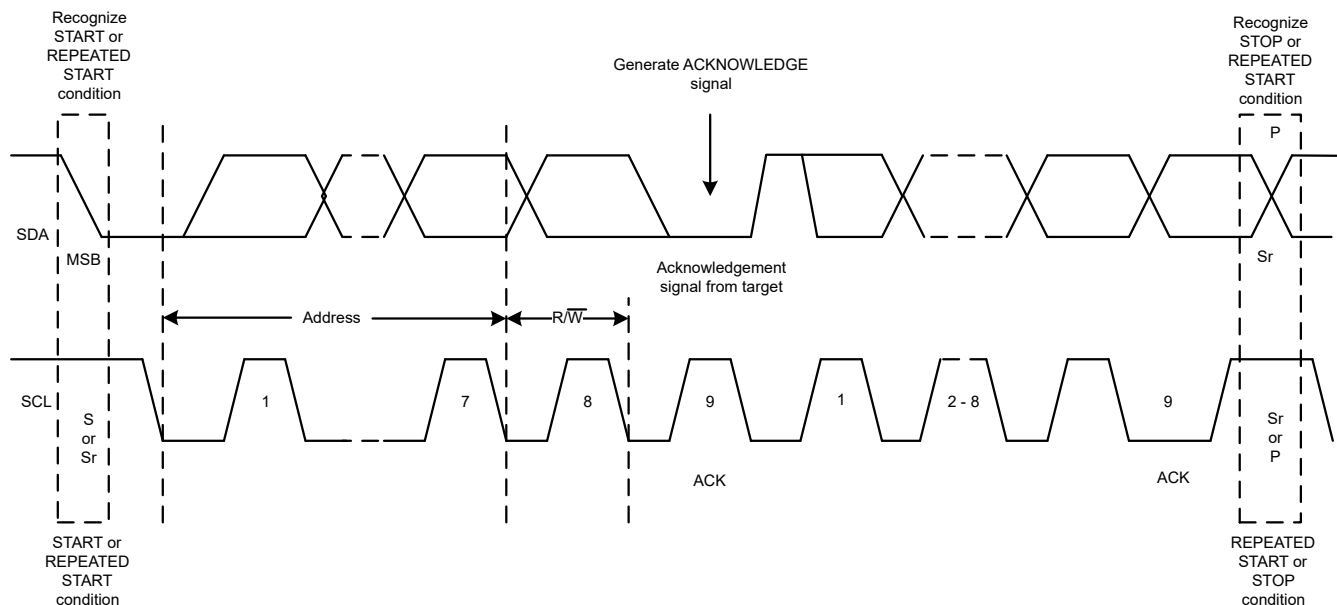 Recognize
START or
REPEATED
START
condition
Generate ACKNOWLEDGE
signal
Recognize
STOP or
REPEATED
START
condition
P
SDA
MSB
Acknowledgement
signal from target
Sr
Address
R/W̅
SCL
S
or
Sr
1
7
8
9
1
2 - 8
9
Sr
or
P
ACK
ACK
START or
REPEATED
START
condition
REPEATED
START or
STOP
condition